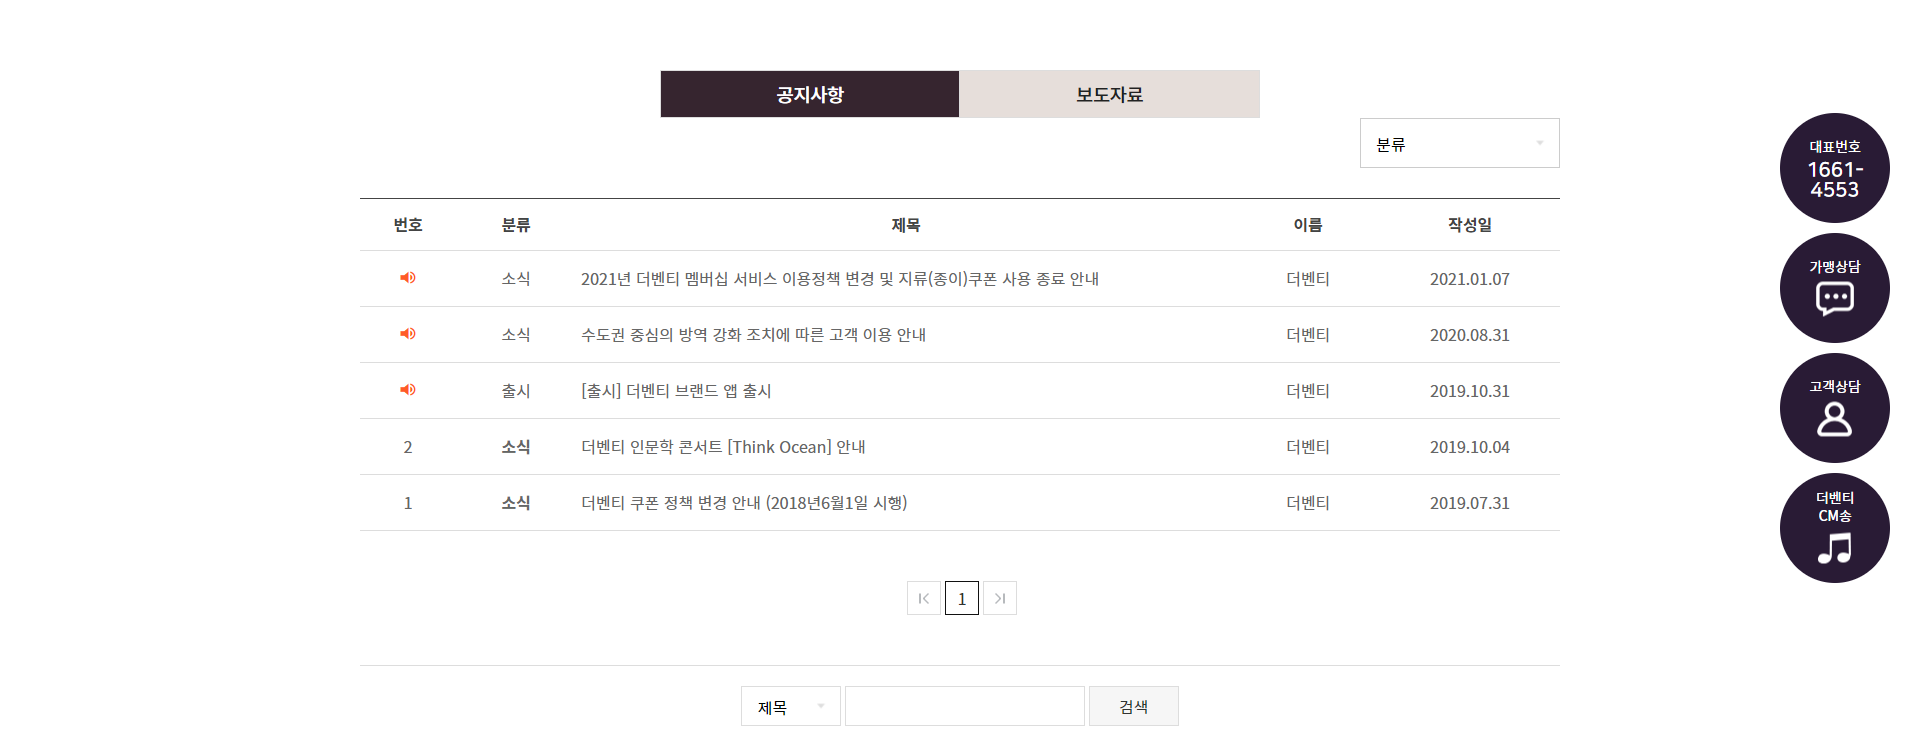 공지사항 보도자료
분류
번호 분류 제목 이름 작성일
소식 2021년 더벤티 멤버십 서비스 이용정책 변경 및 지류(종이)쿠폰 사용 종료 안내 더벤티 2021.01.07
소식 수도권 중심의 방역 강화 조치에 따른 고객 이용 안내 더벤티 2020.08.31
출시 [출시] 더벤티 브랜드 앱 출시 더벤티 2019.10.31
2 소식 더벤티 인문학 콘서트 [Think Ocean] 안내 더벤티 2019.10.04
1 소식 더벤티 쿠폰 정책 변경 안내 (2018년6월1일 시행) 더벤티 2019.07.31
1
제목 검색
대표번호
1661-
4553
가맹상담
고객상담
더벤티
CM송